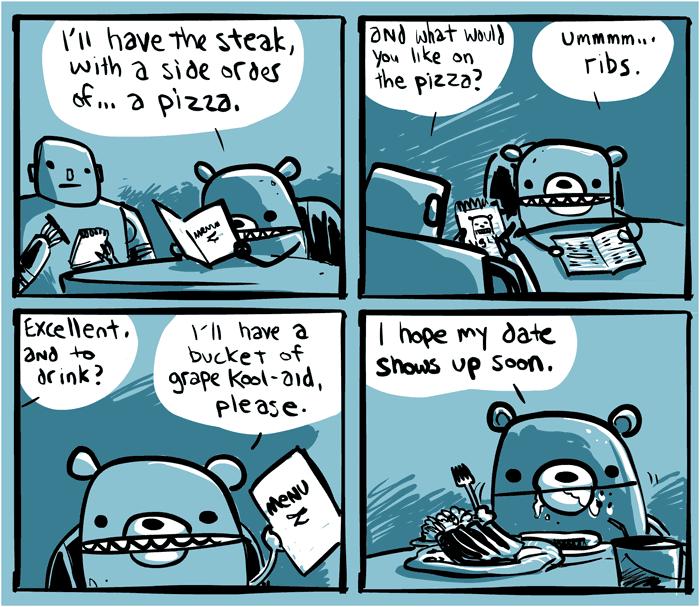 I'll have the steak,
with a side order
of... a pizza.
menu
and what would
you like on
the pizza?
ummmm...
ribs.
Excellent.
and to
drink?
I'll have a
bucket of
grape Kool-aid,
please.
menu
I hope my date
shows up soon.